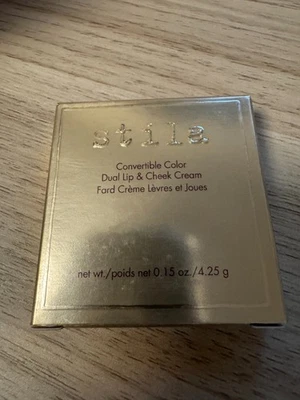 stila
Convertible Color
Dual Lip & Cheek Cream
Fard Crème Lèvres et Joues
net wt./poids net 0.15 oz./4.25 g